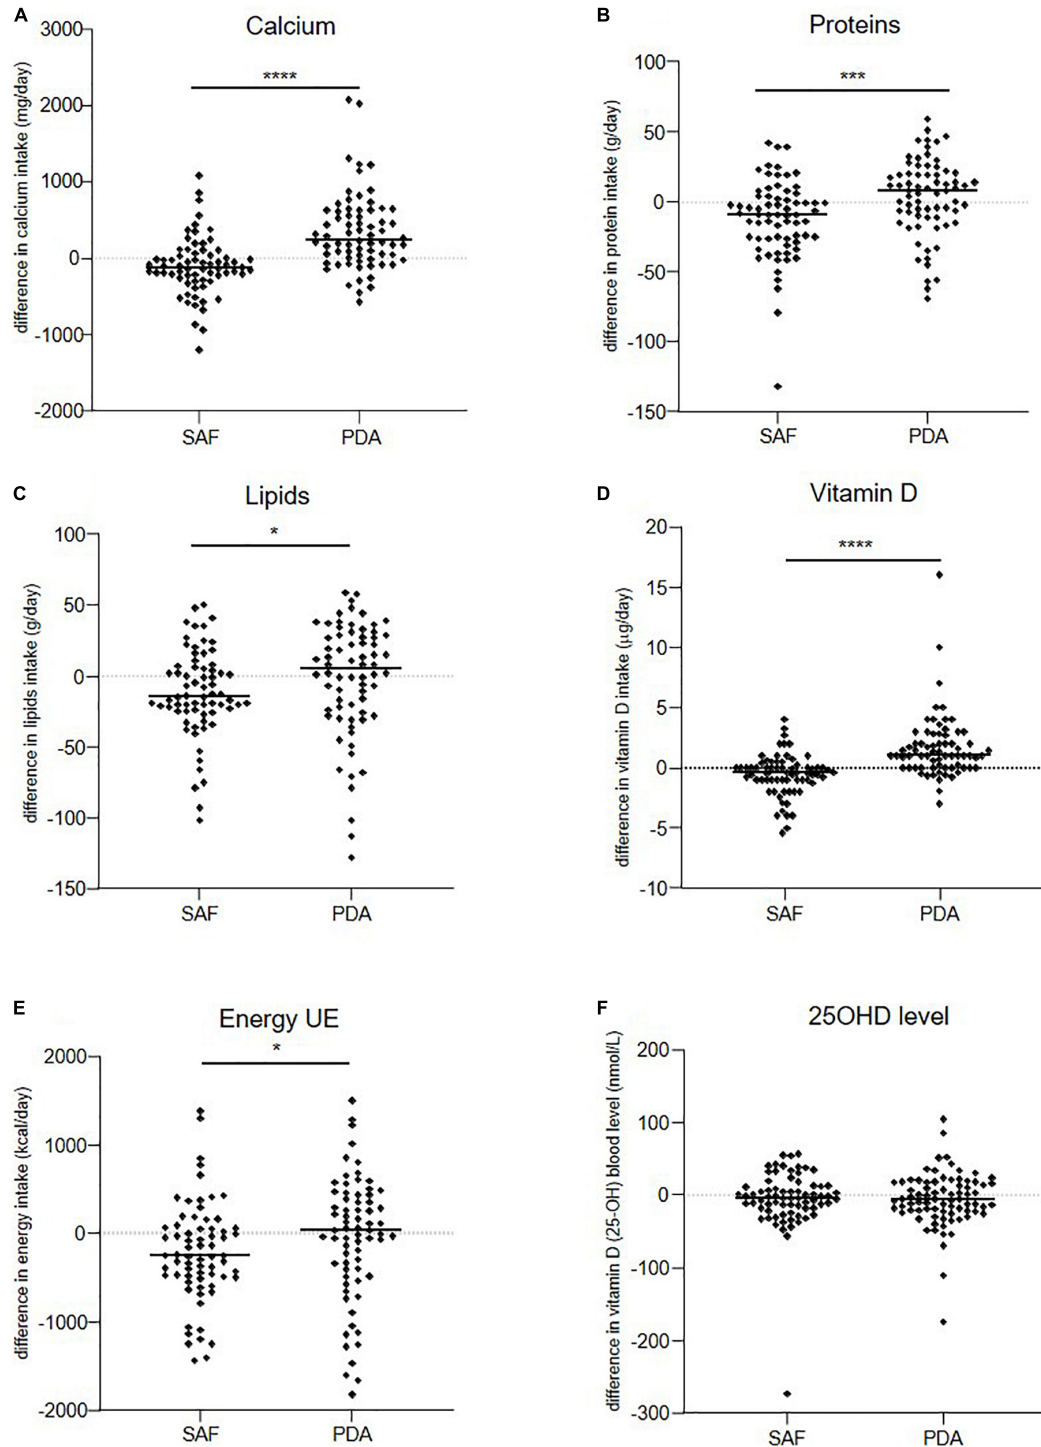 A
Calcium
difference in calcium intake (mg/day)
3000
2000
1000
0
-1000
-2000
****
SAF
PDA
B
Proteins
difference in protein intake (g/day)
100
50
0
-50
-100
-150
***
SAF
PDA
C
Lipids
difference in lipids intake (g/day)
100
50
0
-50
-100
-150
*
SAF
PDA
D
Vitamin D
difference in vitamin D intake (µg/day)
20
15
10
5
0
-5
-10
****
SAF
PDA
E
Energy UE
difference in energy intake (kcal/day)
2000
1000
0
-1000
-2000
*
SAF
PDA
F
25OHD level
difference in vitamin D (25-OH) blood level (nmol/L)
200
100
0
-100
-200
-300
SAF
PDA